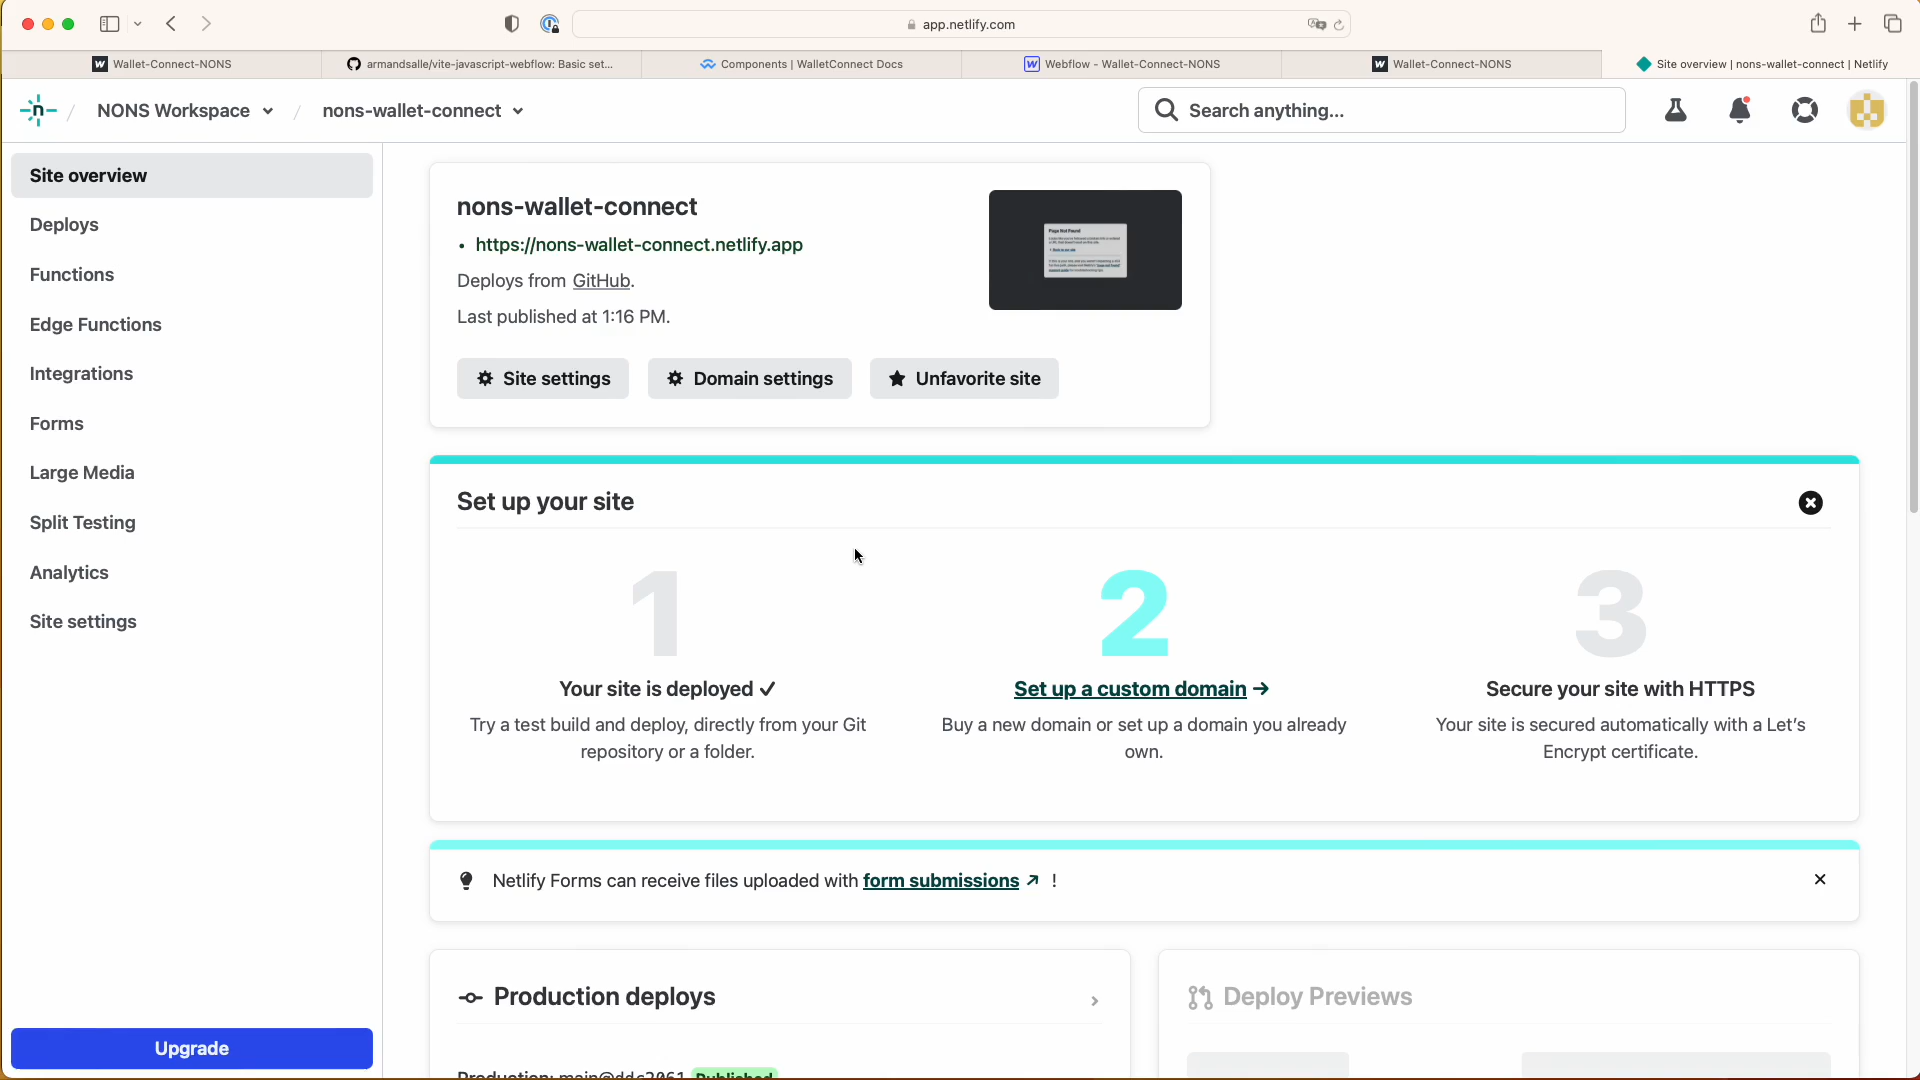 app.netlify.com
Wallet-Connect-NONS
armandsalle/vite-javascript-webflow: Basic set...
Components | WalletConnect Docs
Webflow - Wallet-Connect-NONS
Wallet-Connect-NONS
Site overview | nons-wallet-connect | Netlify
NONS Workspace
nons-wallet-connect
Search anything...
Site overview
Deploys
Functions
Edge Functions
Integrations
Forms
Large Media
Split Testing
Analytics
Site settings
Upgrade
nons-wallet-connect
• https://nons-wallet-connect.netlify.app
Deploys from GitHub.
Last published at 1:16 PM.
Page Not Found
Site settings
Domain settings
Unfavorite site
Set up your site
1
Your site is deployed ✓
Try a test build and deploy, directly from your Git
repository or a folder.
2
Set up a custom domain →
Buy a new domain or set up a domain you already
own.
3
Secure your site with HTTPS
Your site is secured automatically with a Let's
Encrypt certificate.
Netlify Forms can receive files uploaded with form submissions ↗ !
Production deploys
Production: main@ddc2061 Published
Deploy Previews